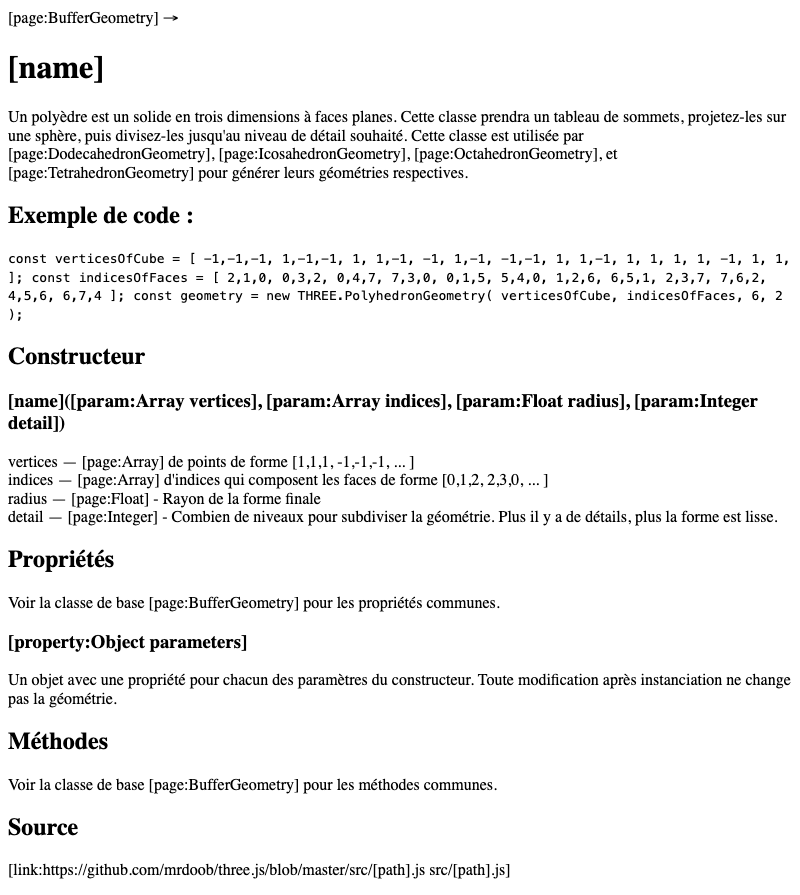 [page:BufferGeometry] →
[name]
Un polyèdre est un solide en trois dimensions à faces planes. Cette classe prendra un tableau de sommets, projetez-les sur
une sphère, puis divisez-les jusqu'au niveau de détail souhaité. Cette classe est utilisée par
[page:DodecahedronGeometry], [page:IcosahedronGeometry], [page:OctahedronGeometry], et
[page:TetrahedronGeometry] pour générer leurs géométries respectives.
Exemple de code :
const verticesOfCube = [ -1,-1,-1, 1,-1,-1, 1, 1,-1, -1, 1,-1, -1,-1, 1, 1,-1, 1, 1, 1, 1, -1, 1, 1,
]; const indicesOfFaces = [ 2,1,0, 0,3,2, 0,4,7, 7,3,0, 0,1,5, 5,4,0, 1,2,6, 6,5,1, 2,3,7, 7,6,2,
4,5,6, 6,7,4 ]; const geometry = new THREE.PolyhedronGeometry( verticesOfCube, indicesOfFaces, 6, 2
);
Constructeur
[name]([param:Array vertices], [param:Array indices], [param:Float radius], [param:Integer
detail])
vertices — [page:Array] de points de forme [1,1,1, -1,-1,-1, ... ]
indices — [page:Array] d'indices qui composent les faces de forme [0,1,2, 2,3,0, ... ]
radius — [page:Float] - Rayon de la forme finale
detail — [page:Integer] - Combien de niveaux pour subdiviser la géométrie. Plus il y a de détails, plus la forme est lisse.
Propriétés
Voir la classe de base [page:BufferGeometry] pour les propriétés communes.
[property:Object parameters]
Un objet avec une propriété pour chacun des paramètres du constructeur. Toute modification après instanciation ne change
pas la géométrie.
Méthodes
Voir la classe de base [page:BufferGeometry] pour les méthodes communes.
Source
[link:https://github.com/mrdoob/three.js/blob/master/src/[path].js src/[path].js]